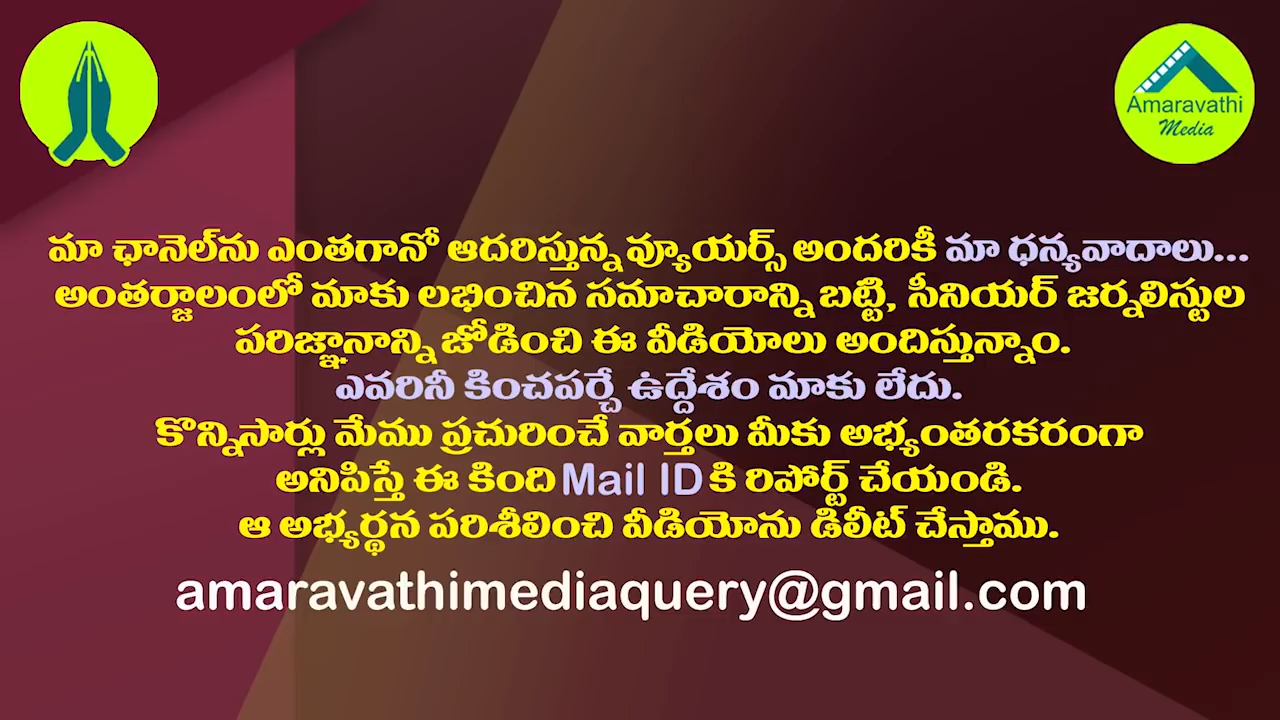 Amaravathi
Media
మా ఛానెల్‌ను ఎంతగానో ఆదరిస్తున్న వ్యూయర్స్ అందరికీ మా ధన్యవాదాలు...
అంతర్జాలంలో మాకు లభించిన సమాచారాన్ని బట్టి, సీనియర్ జర్నలిస్టుల
పరిజ్ఞానాన్ని జోడించి ఈ వీడియోలు అందిస్తున్నాం.
ఎవరినీ కించపర్చే ఉద్దేశం మాకు లేదు.
కొన్నిసార్లు మేము ప్రచురించే వార్తలు మీకు అభ్యంతరకరంగా
అనిపిస్తే ఈ కింది Mail ID కి రిపోర్ట్ చేయండి.
ఆ అభ్యర్థన పరిశీలించి వీడియోను డిలీట్ చేస్తాము.
amaravathimediaquery@gmail.com